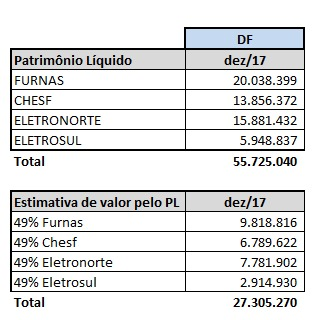 DF
Patrimônio Líquido dez/17
FURNAS 20.038.399
CHESF 13.856.372
ELETRONORTE 15.881.432
ELETROSUL 5.948.837
Total 55.725.040
Estimativa de valor pelo PL dez/17
49% Furnas 9.818.816
49% Chesf 6.789.622
49% Eletronorte 7.781.902
49% Eletrosul 2.914.930
Total 27.305.270